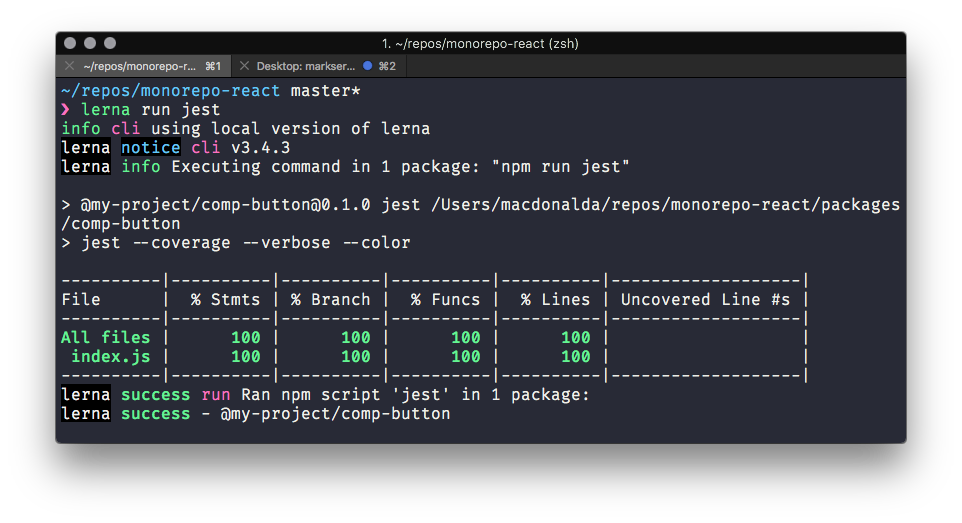 1. ~/repos/monorepo-react (zsh)
~/repos/monorepo-r... ⌘1 Desktop: markser... ⌘2
~/repos/monorepo-react master*
❯ lerna run jest
info cli using local version of lerna
lerna notice cli v3.4.3
lerna info Executing command in 1 package: "npm run jest"
> @my-project/comp-button@0.1.0 jest /Users/macdonalda/repos/monorepo-react/packages
/comp-button
> jest --coverage --verbose --color
----------|----------|----------|----------|----------|-------------------|
File      |  % Stmts | % Branch |  % Funcs |  % Lines | Uncovered Line #s |
----------|----------|----------|----------|----------|-------------------|
All files |      100 |      100 |      100 |      100 |                   |
 index.js |      100 |      100 |      100 |      100 |                   |
----------|----------|----------|----------|----------|-------------------|
lerna success run Ran npm script 'jest' in 1 package:
lerna success - @my-project/comp-button